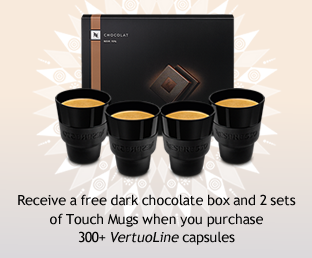 CHOCOLAT
Receive a free dark chocolate box and 2 sets
of Touch Mugs when you purchase
300+ VertuoLine capsules